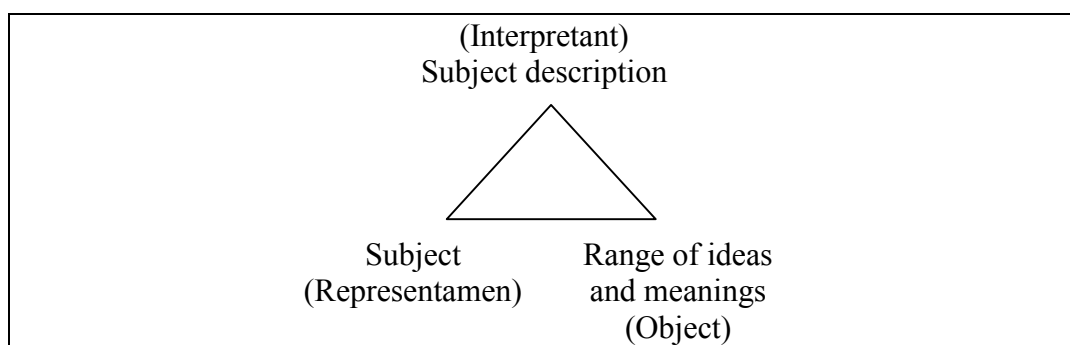 (Interpretant)
Subject description
Subject
(Representamen)
Range of ideas
and meanings
(Object)